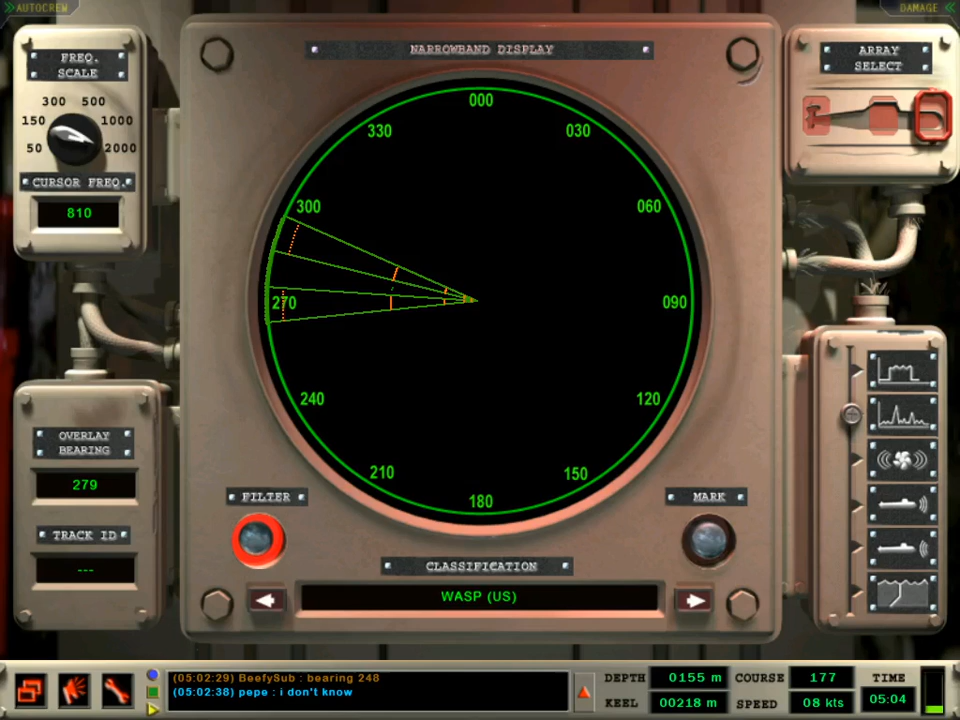 AUTOCREW
DAMAGE
FREQ.
SCALE
300 500
150 1000
50 2000
CURSOR FREQ.
810
NARROWBAND DISPLAY
ARRAY
SELECT
000
330 030
300 060
270 090
240 120
210 150
180
OVERLAY
BEARING
279
TRACK ID
---
FILTER
MARK
CLASSIFICATION
WASP (US)
(05:02:29) BeefySub : bearing 248
(05:02:38) pepe : i don't know
DEPTH 0155 m COURSE 177 TIME
KEEL 00218 m SPEED 08 kts 05:04